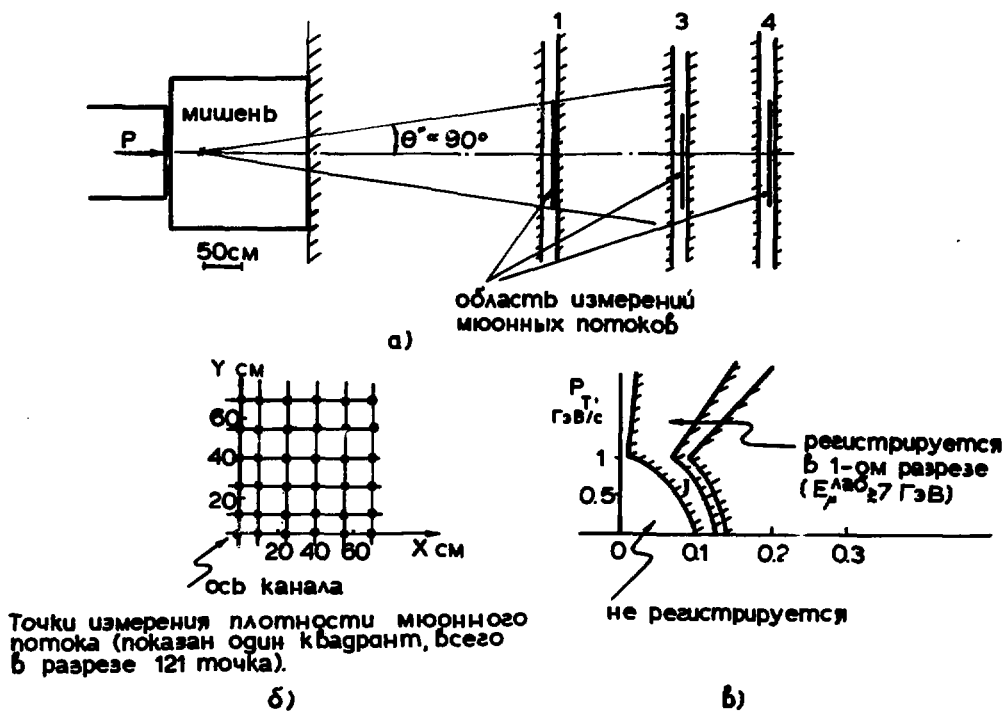 1 3 4
мишень
P
θ*≈90°
50см
область измерений
мюонных потоков
а)
Y см
60
40
20
20 40 60
X см
ось канала
Точки измерения плотности мюонного
потока (показан один квадрант, всего
в разрезе 121 точка).
б)
P_T,
ГэВ/с
1
0.5
0 0.1 0.2 0.3
регистрируется
в 1-ом разрезе
(E_μ^лаб ≥7 ГэВ)
не регистрируется
в)